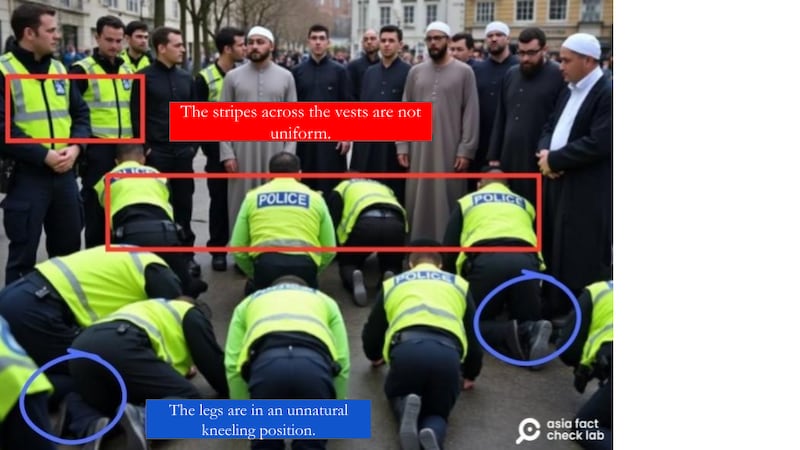 The stripes across the vests are not
uniform.
POLICE
POLICE
POLICE
POLICE
The legs are in an unnatural
kneeling position.
asia fact
check lab